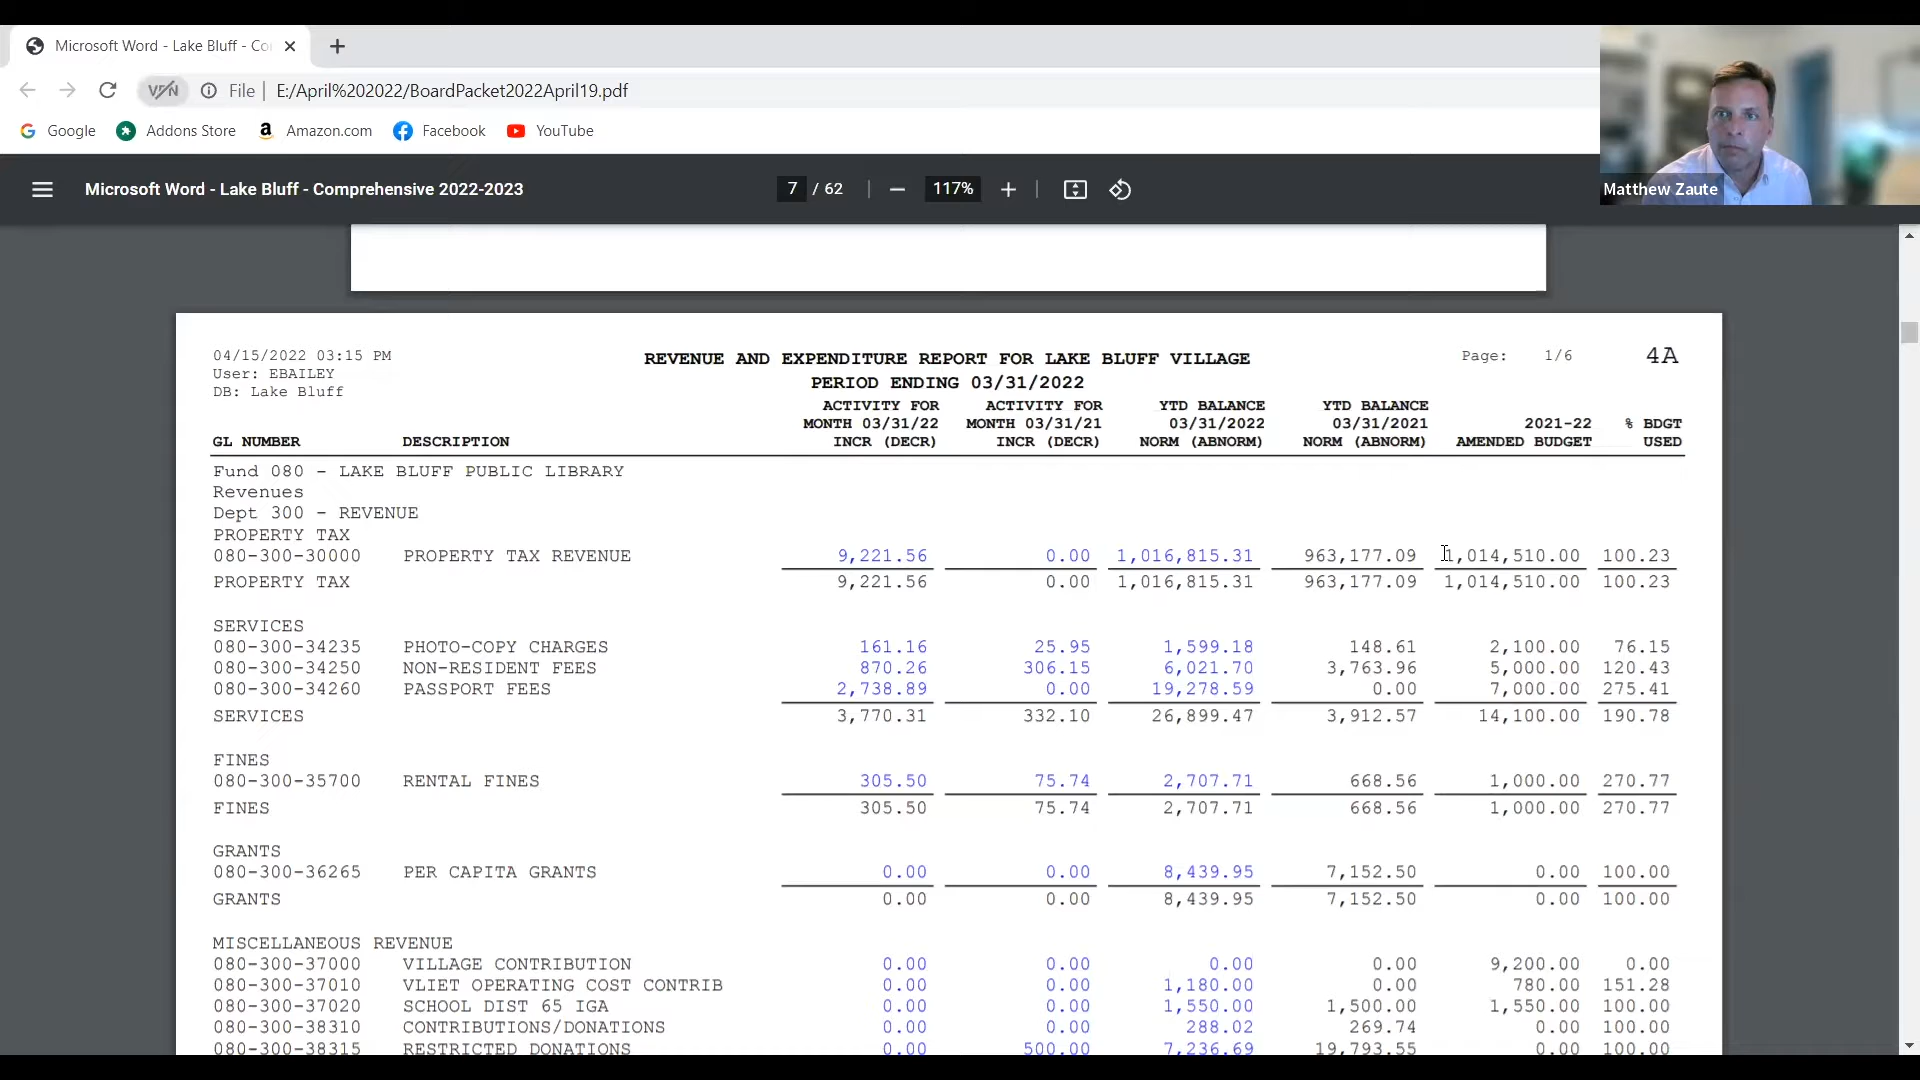 Microsoft Word - Lake Bluff - Co
File E:/April%202022/BoardPacket2022April19.pdf
Google Addons Store Amazon.com Facebook YouTube
Matthew Zaute
Microsoft Word - Lake Bluff - Comprehensive 2022-2023 7 / 62 — 117% +
04/15/2022 03:15 PM REVENUE AND EXPENDITURE REPORT FOR LAKE BLUFF VILLAGE Page: 1/6 4A
User: EBAILEY
DB: Lake Bluff
PERIOD ENDING 03/31/2022
ACTIVITY FOR ACTIVITY FOR YTD BALANCE YTD BALANCE
MONTH 03/31/22 MONTH 03/31/21 03/31/2022 03/31/2021 2021-22 % BDGT
GL NUMBER DESCRIPTION INCR (DECR) INCR (DECR) NORM (ABNORM) NORM (ABNORM) AMENDED BUDGET USED
Fund 080 - LAKE BLUFF PUBLIC LIBRARY
Revenues
Dept 300 - REVENUE
PROPERTY TAX
080-300-30000 PROPERTY TAX REVENUE 9,221.56 0.00 1,016,815.31 963,177.09 1,014,510.00 100.23
PROPERTY TAX 9,221.56 0.00 1,016,815.31 963,177.09 1,014,510.00 100.23
SERVICES
080-300-34235 PHOTO-COPY CHARGES 161.16 25.95 1,599.18 148.61 2,100.00 76.15
080-300-34250 NON-RESIDENT FEES 870.26 306.15 6,021.70 3,763.96 5,000.00 120.43
080-300-34260 PASSPORT FEES 2,738.89 0.00 19,278.59 0.00 7,000.00 275.41
SERVICES 3,770.31 332.10 26,899.47 3,912.57 14,100.00 190.78
FINES
080-300-35700 RENTAL FINES 305.50 75.74 2,707.71 668.56 1,000.00 270.77
FINES 305.50 75.74 2,707.71 668.56 1,000.00 270.77
GRANTS
080-300-36265 PER CAPITA GRANTS 0.00 0.00 8,439.95 7,152.50 0.00 100.00
GRANTS 0.00 0.00 8,439.95 7,152.50 0.00 100.00
MISCELLANEOUS REVENUE
080-300-37000 VILLAGE CONTRIBUTION 0.00 0.00 0.00 0.00 9,200.00 0.00
080-300-37010 VLIET OPERATING COST CONTRIB 0.00 0.00 1,180.00 0.00 780.00 151.28
080-300-37020 SCHOOL DIST 65 IGA 0.00 0.00 1,550.00 1,500.00 1,550.00 100.00
080-300-38310 CONTRIBUTIONS/DONATIONS 0.00 0.00 288.02 269.74 0.00 100.00
080-300-38315 RESTRICTED DONATIONS 0.00 500.00 7,236.69 19,793.55 0.00 100.00